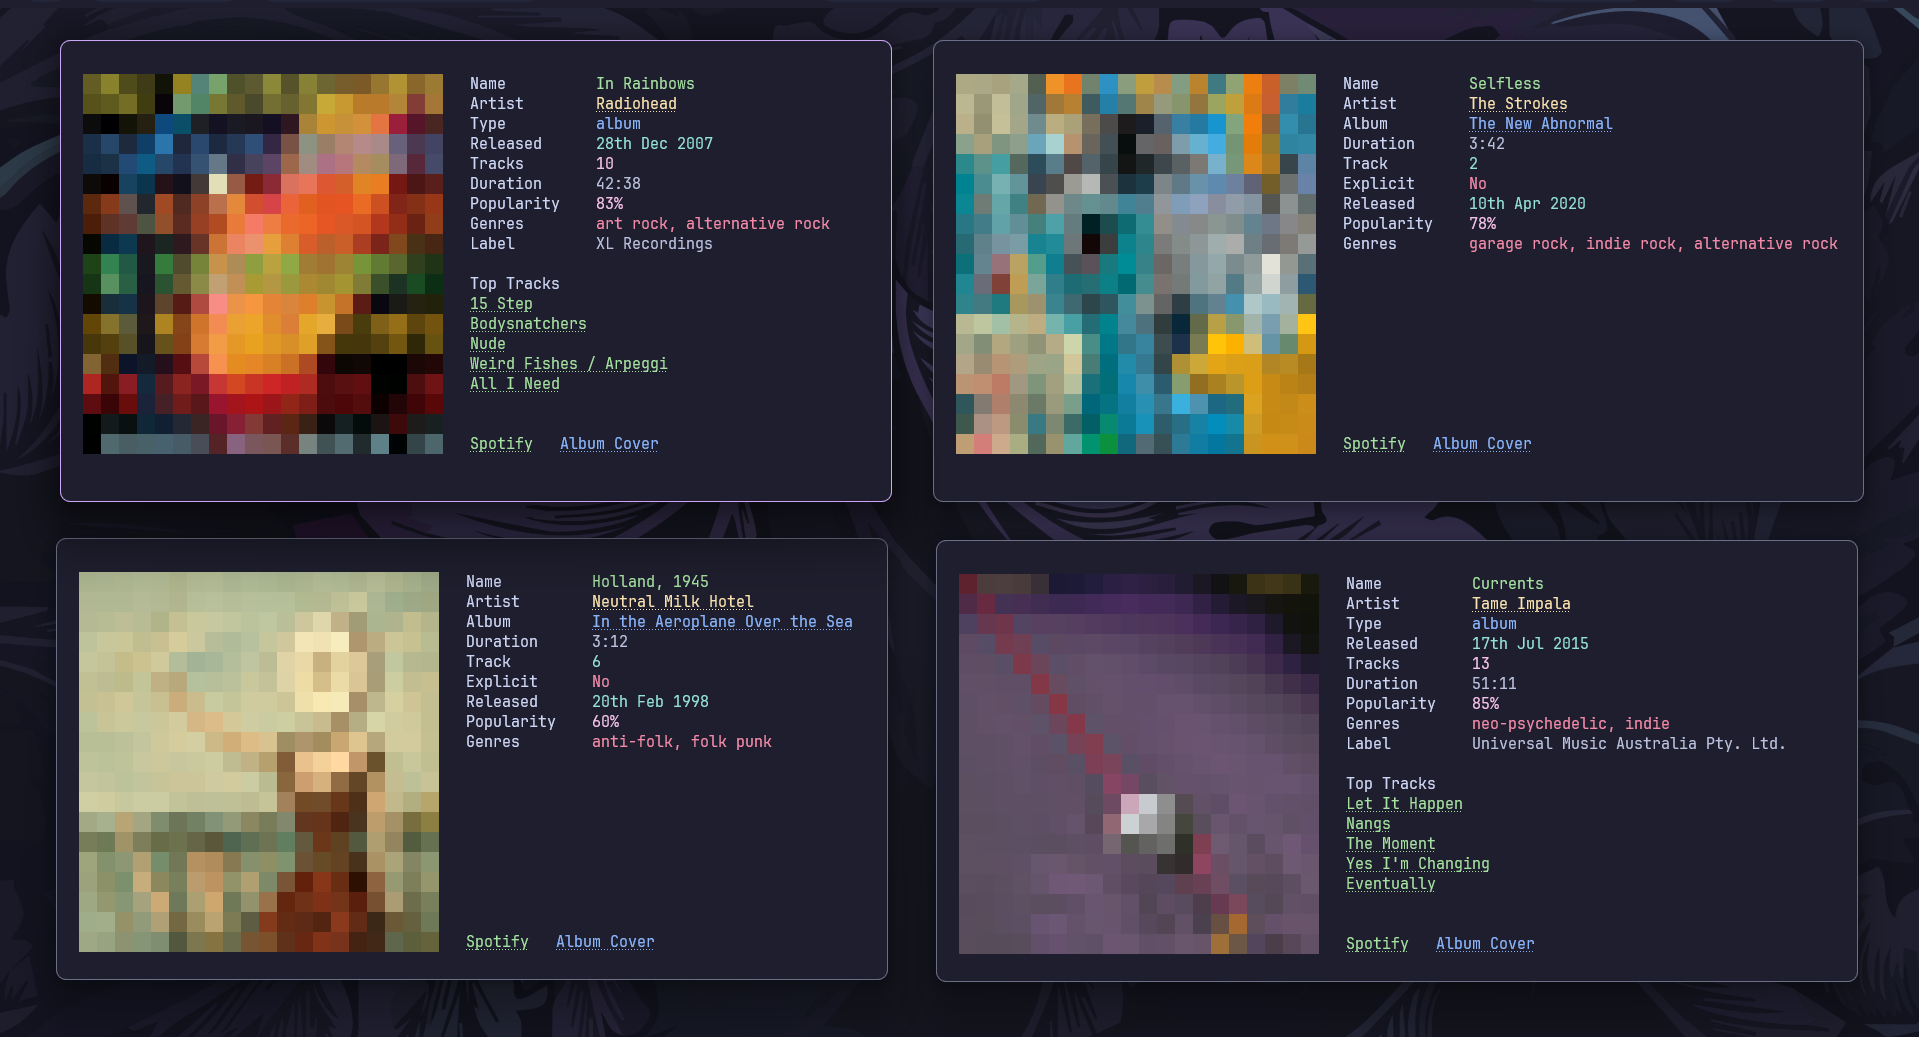 Name In Rainbows
Artist Radiohead
Type album
Released 28th Dec 2007
Tracks 10
Duration 42:38
Popularity 83%
Genres art rock, alternative rock
Label XL Recordings
Top Tracks
15 Step
Bodysnatchers
Nude
Weird Fishes / Arpeggi
All I Need
Spotify Album Cover
Name Selfless
Artist The Strokes
Album The New Abnormal
Duration 3:42
Track 2
Explicit No
Released 10th Apr 2020
Popularity 78%
Genres garage rock, indie rock, alternative rock
Spotify Album Cover
Name Holland, 1945
Artist Neutral Milk Hotel
Album In the Aeroplane Over the Sea
Duration 3:12
Track 6
Explicit No
Released 20th Feb 1998
Popularity 60%
Genres anti-folk, folk punk
Spotify Album Cover
Name Currents
Artist Tame Impala
Type album
Released 17th Jul 2015
Tracks 13
Duration 51:11
Popularity 85%
Genres neo-psychedelic, indie
Label Universal Music Australia Pty. Ltd.
Top Tracks
Let It Happen
Nangs
The Moment
Yes I'm Changing
Eventually
Spotify Album Cover